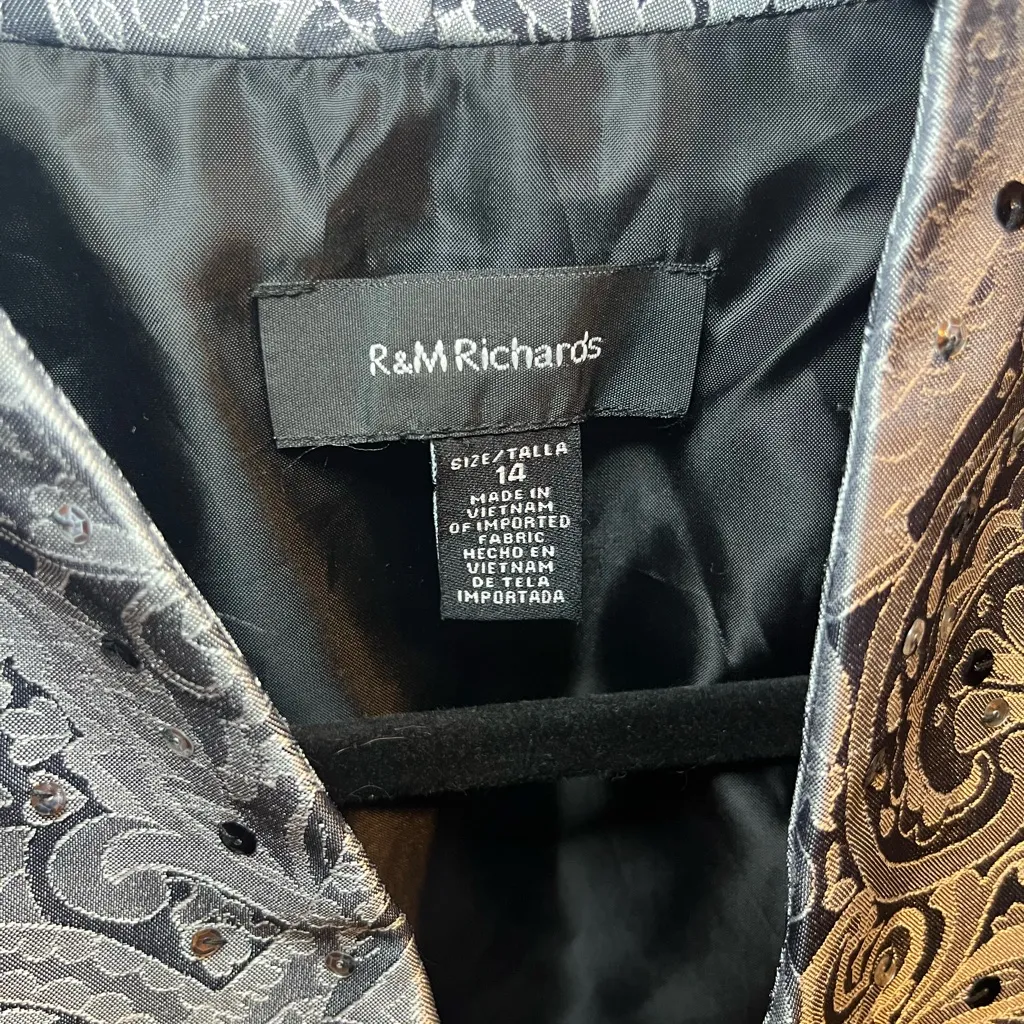 R&M Richards
SIZE/TALLA
14
MADE IN
VIETNAM
OF IMPORTED
FABRIC
HECHO EN
VIETNAM
DE TELA
IMPORTADA